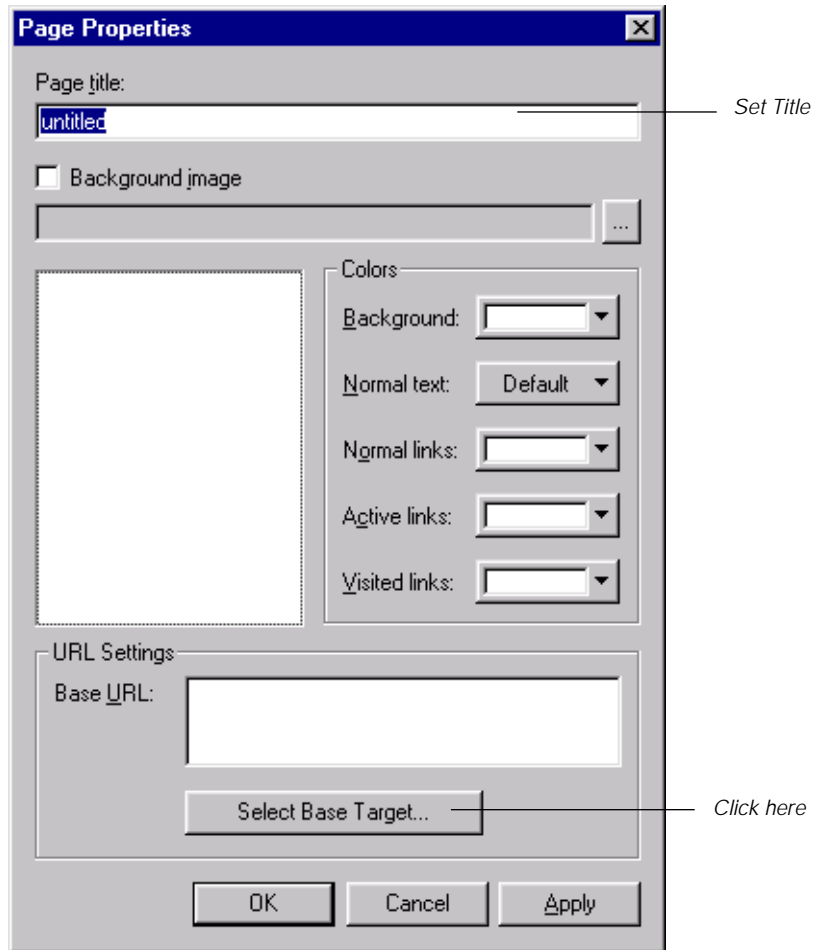 Page Properties
Page title:
untitled
Set Title
Background image
...
Colors
Background:
Normal text: Default
Normal links:
Active links:
Visited links:
URL Settings
Base URL:
Select Base Target...
Click here
OK Cancel Apply